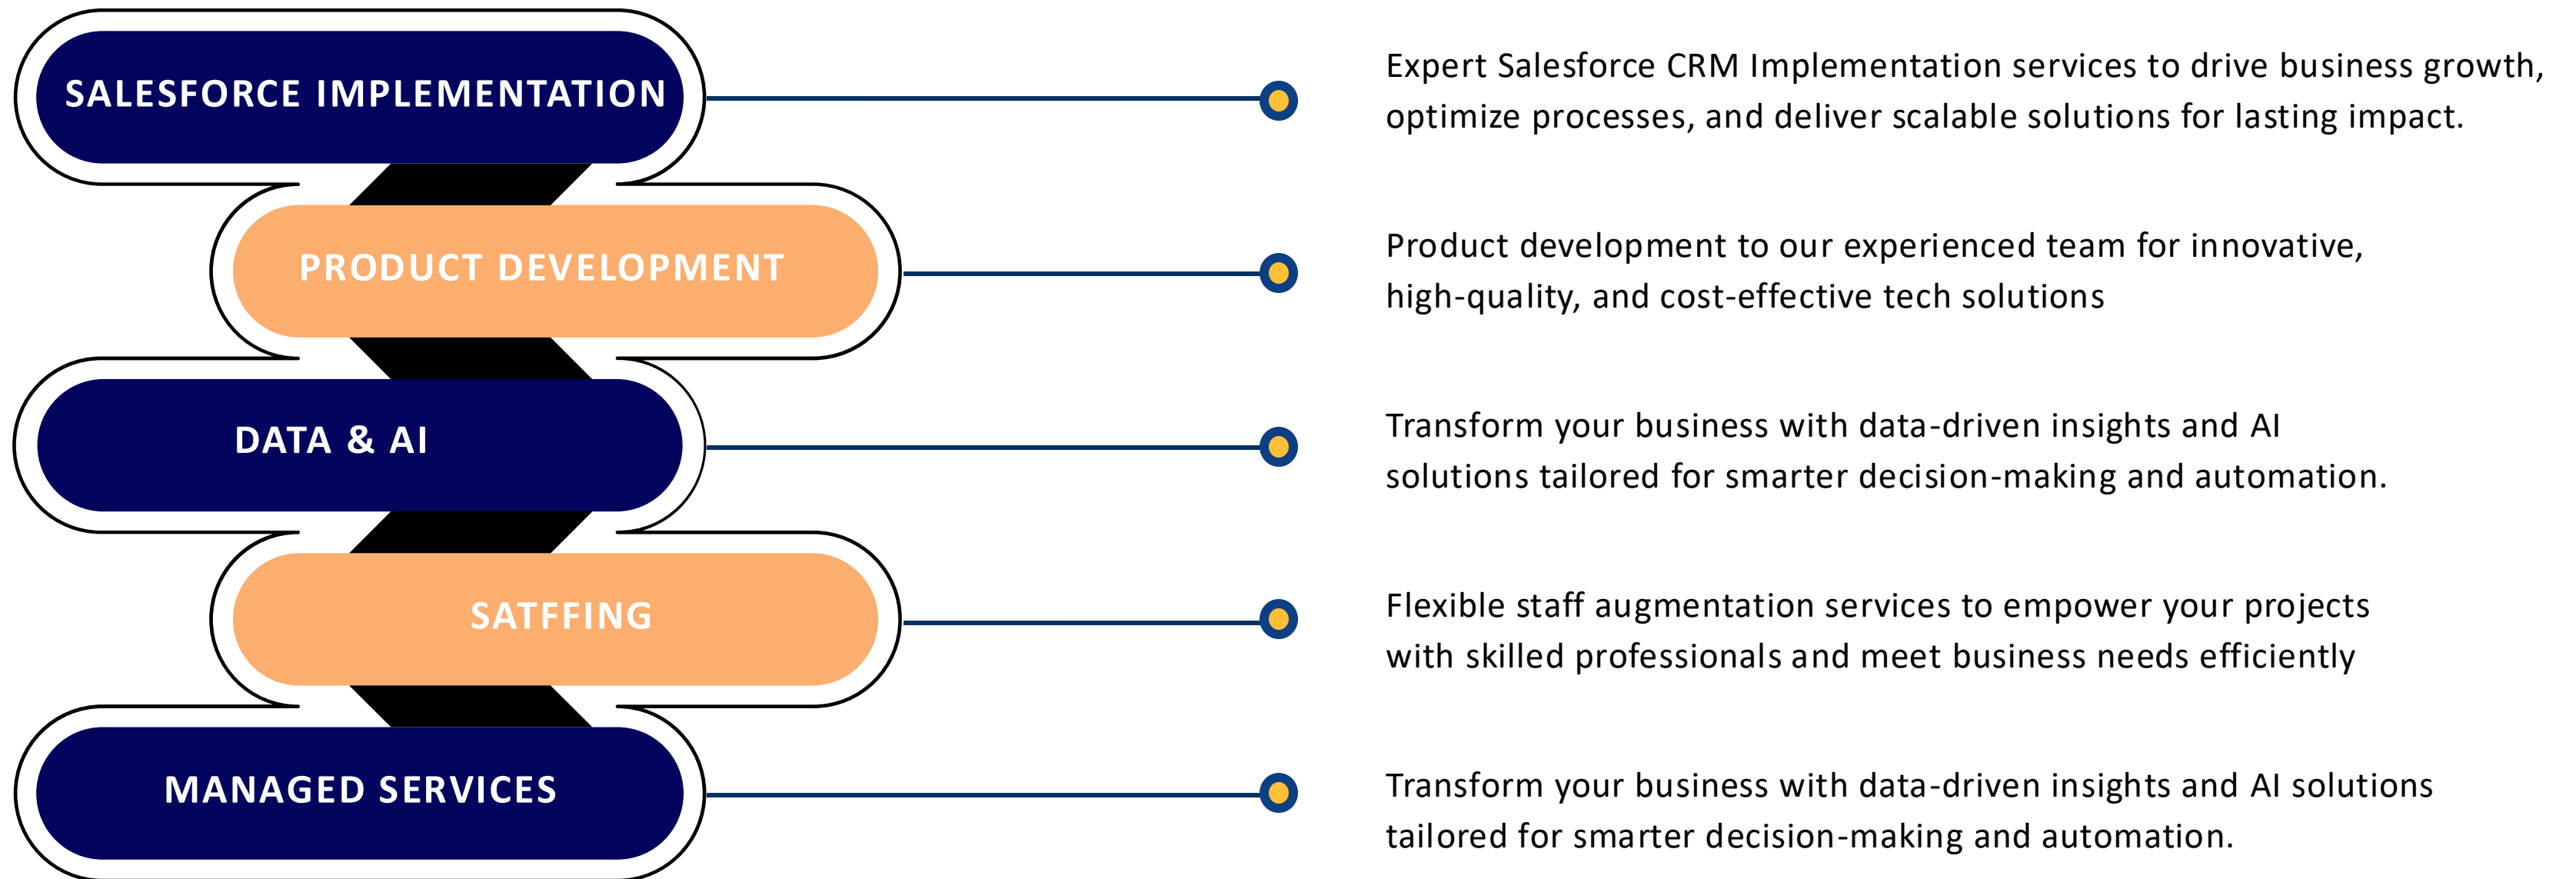 SALESFORCE IMPLEMENTATION
Expert Salesforce CRM Implementation services to drive business growth,
optimize processes, and deliver scalable solutions for lasting impact.
PRODUCT DEVELOPMENT
Product development to our experienced team for innovative,
high-quality, and cost-effective tech solutions
DATA & AI
Transform your business with data-driven insights and AI
solutions tailored for smarter decision-making and automation.
SATFFING
Flexible staff augmentation services to empower your projects
with skilled professionals and meet business needs efficiently
MANAGED SERVICES
Transform your business with data-driven insights and AI solutions
tailored for smarter decision-making and automation.